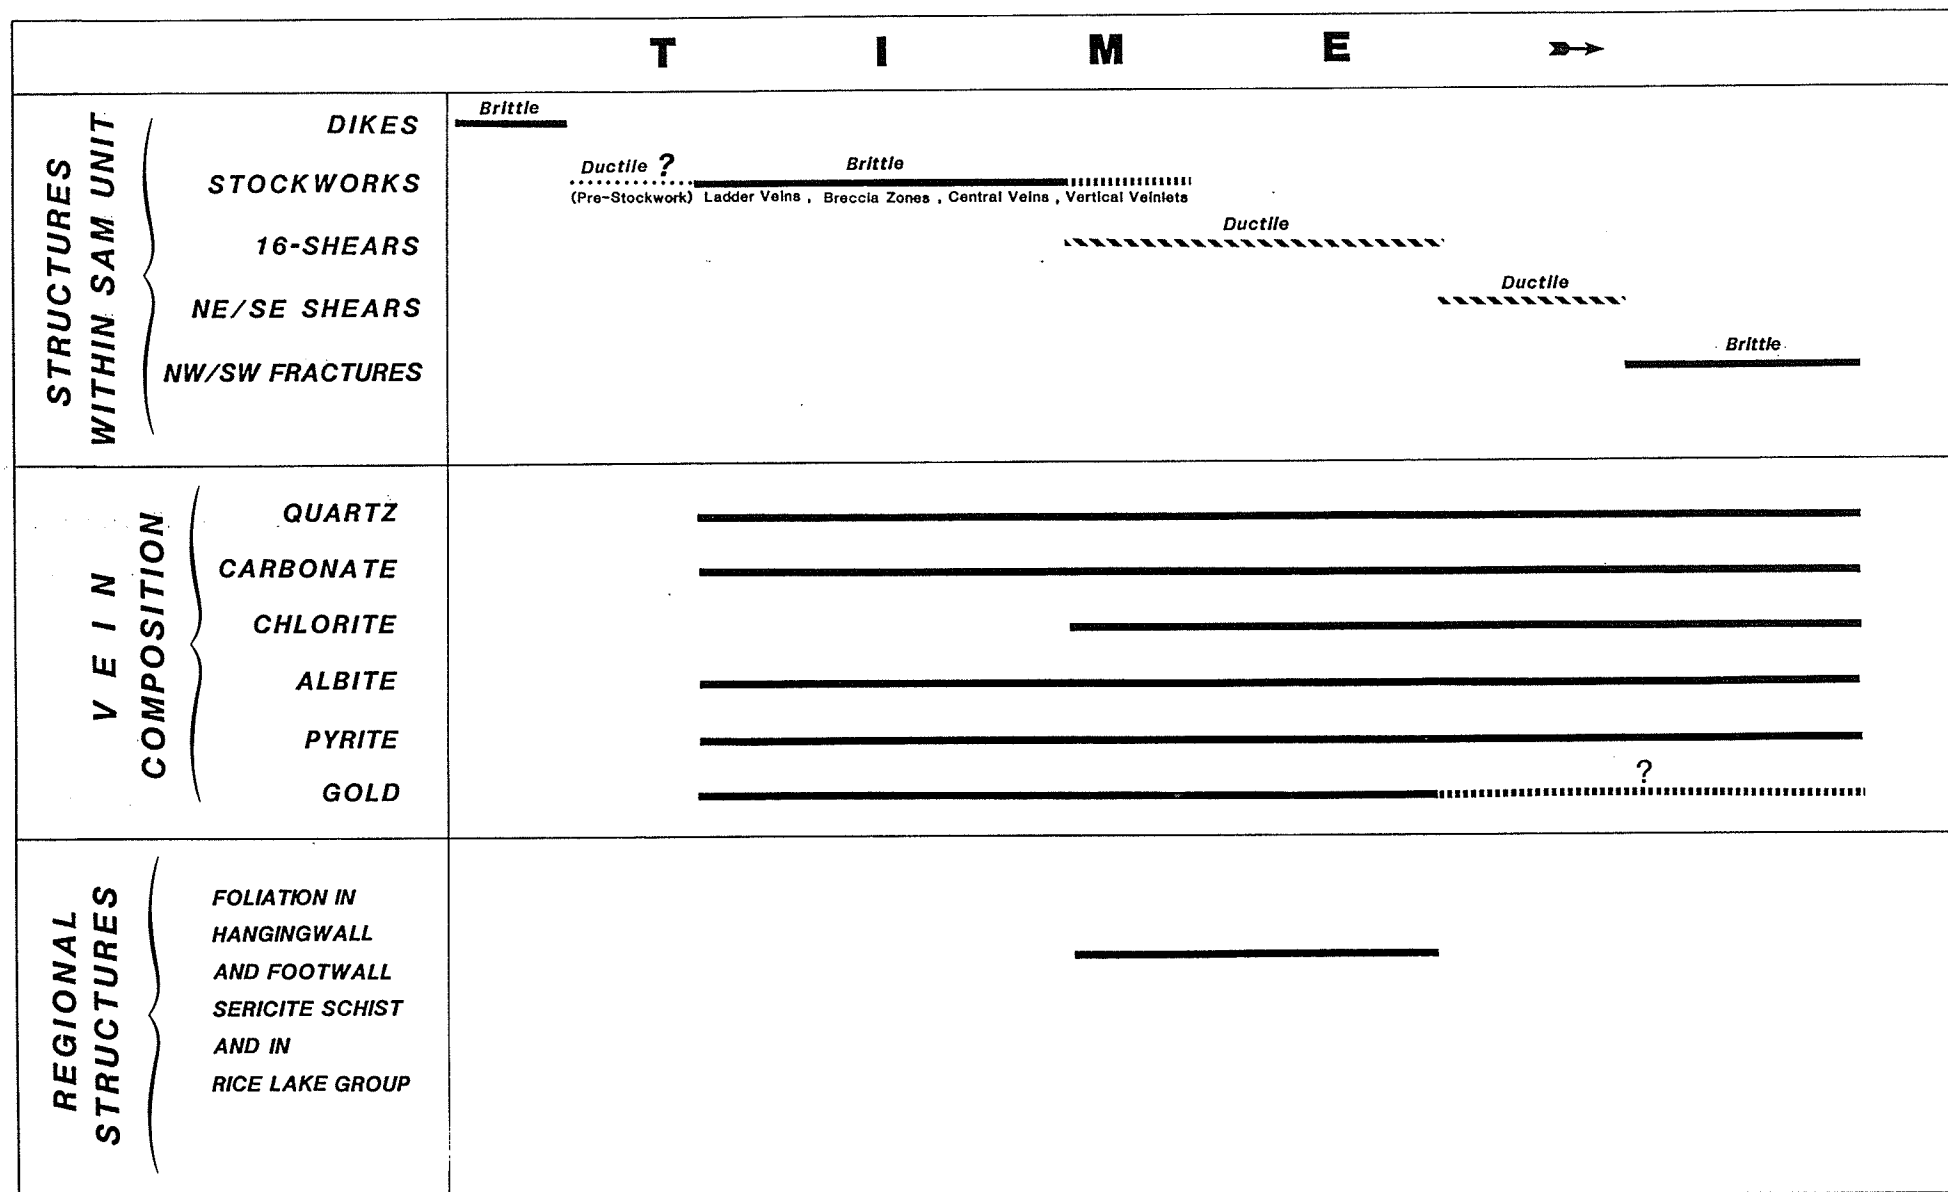 T I M E
STRUCTURES
WITHIN SAM UNIT
DIKES
Brittle
STOCKWORKS
Ductile ?
Brittle
(Pre-Stockwork) Ladder Veins , Breccia Zones , Central Veins , Vertical Veinlets
16-SHEARS
Ductile
NE/SE SHEARS
Ductile
NW/SW FRACTURES
Brittle
VEIN
COMPOSITION
QUARTZ
CARBONATE
CHLORITE
ALBITE
PYRITE
GOLD
?
REGIONAL
STRUCTURES
FOLIATION IN
HANGINGWALL
AND FOOTWALL
SERICITE SCHIST
AND IN
RICE LAKE GROUP